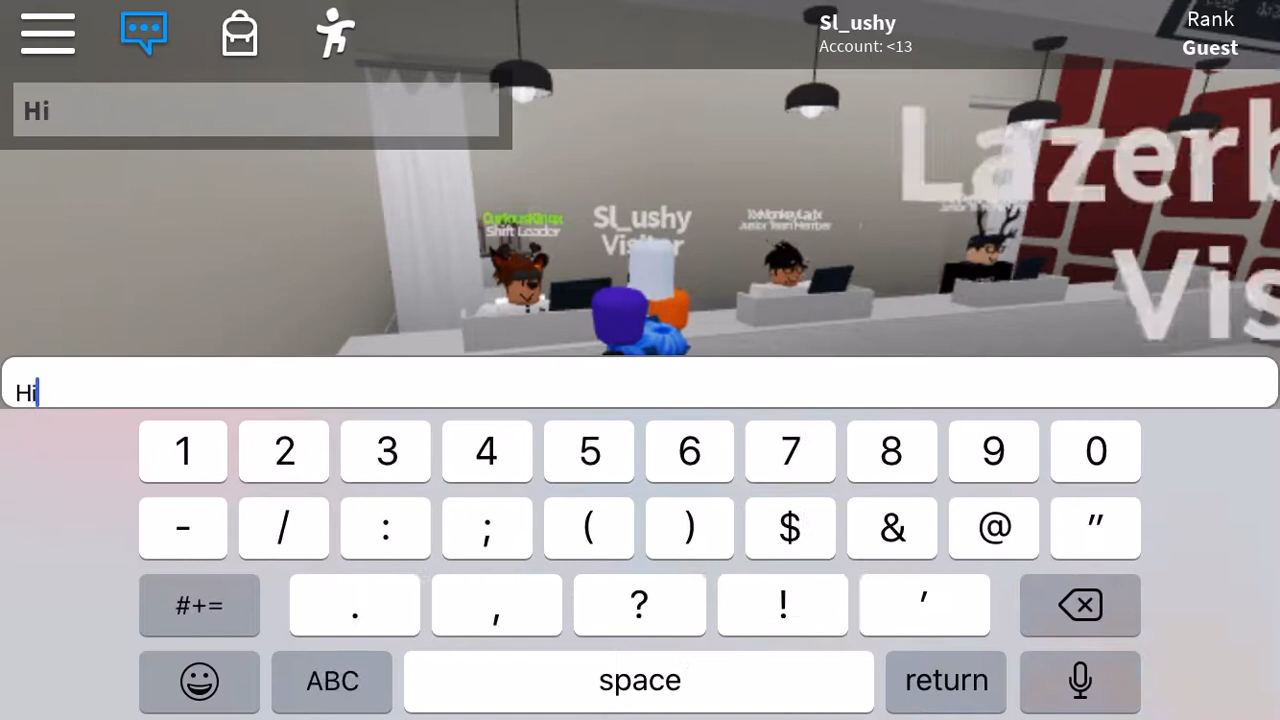 Sl_ushy
Account: <13
Rank
Guest
Hi
Lazerb
Vis
CuriousKinax
Shift Leader
Sl_ushy
Visitor
Junior Team Member
Hi
1 2 3 4 5 6 7 8 9 0
- / : ; ( ) $ & @ "
#+= . , ? ! '
ABC space return